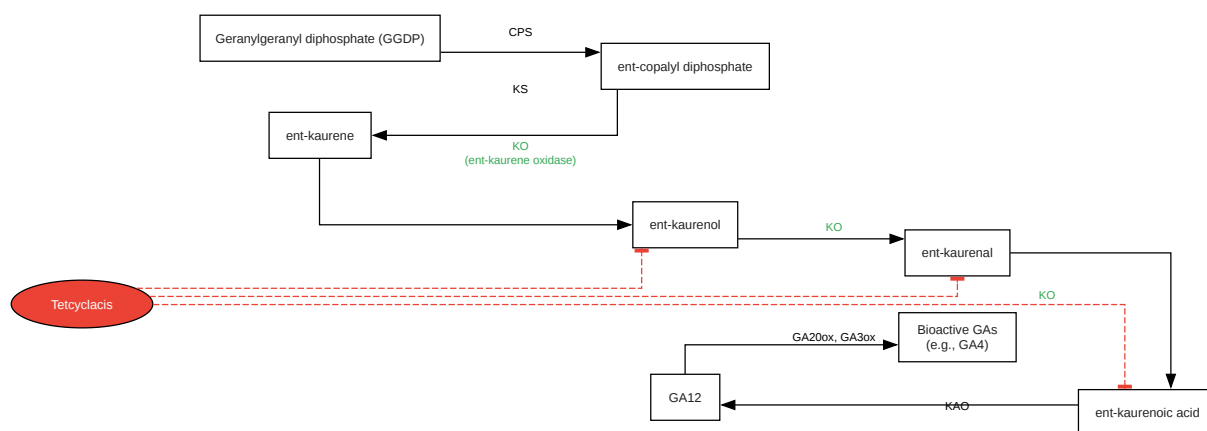 Geranylgeranyl diphosphate (GGDP)
CPS
ent-copalyl diphosphate
KS
ent-kaurene
KO
(ent-kaurene oxidase)
ent-kaurenol
KO
ent-kaurenal
Tetcyclacis
KO
Bioactive GAs
(e.g., GA4)
GA20ox, GA3ox
GA12
KAO
ent-kaurenoic acid